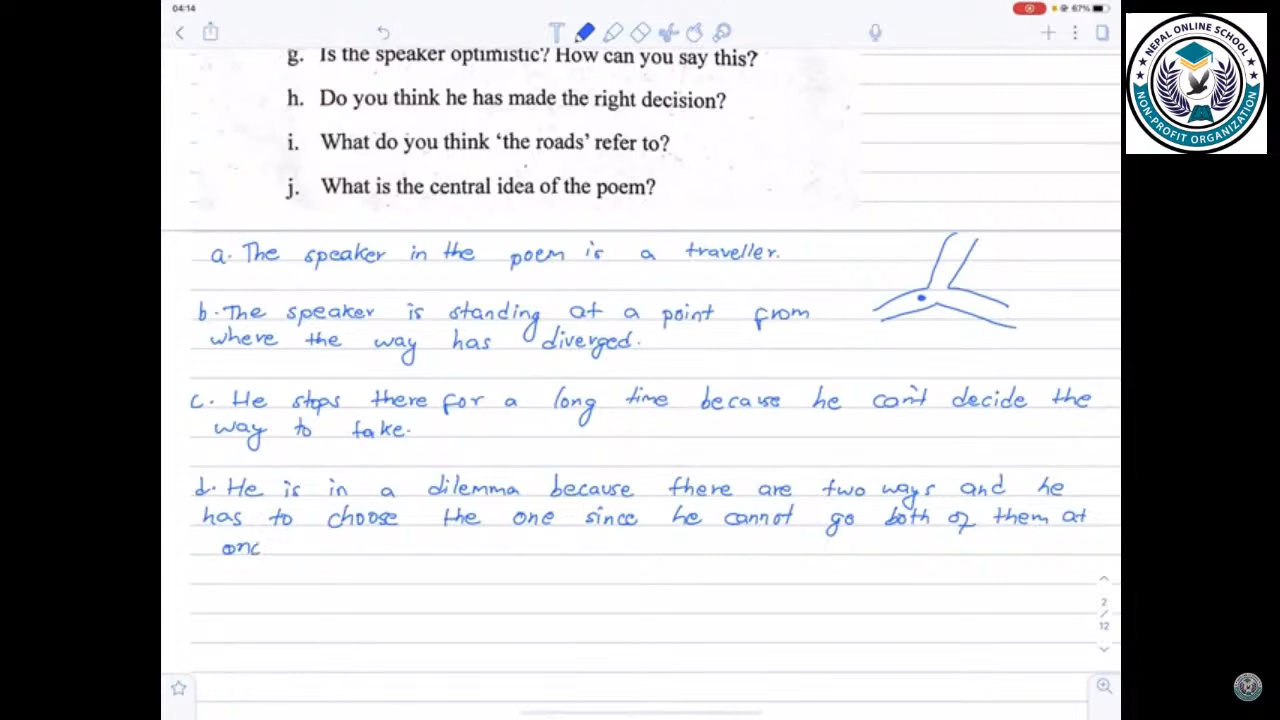 04:14
67%
g. Is the speaker optimistic? How can you say this?
h. Do you think he has made the right decision?
i. What do you think ‘the roads’ refer to?
j. What is the central idea of the poem?
a. The speaker in the poem is a traveller.
b. The speaker is standing at a point from
where the way has diverged.
c. He stops there for a long time because he can't decide the
way to take.
d. He is in a dilemma because there are two ways and he
has to choose the one since he cannot go both of them at
onc
2
/
12
NEPAL ONLINE SCHOOL
NON-PROFIT ORGANIZATION